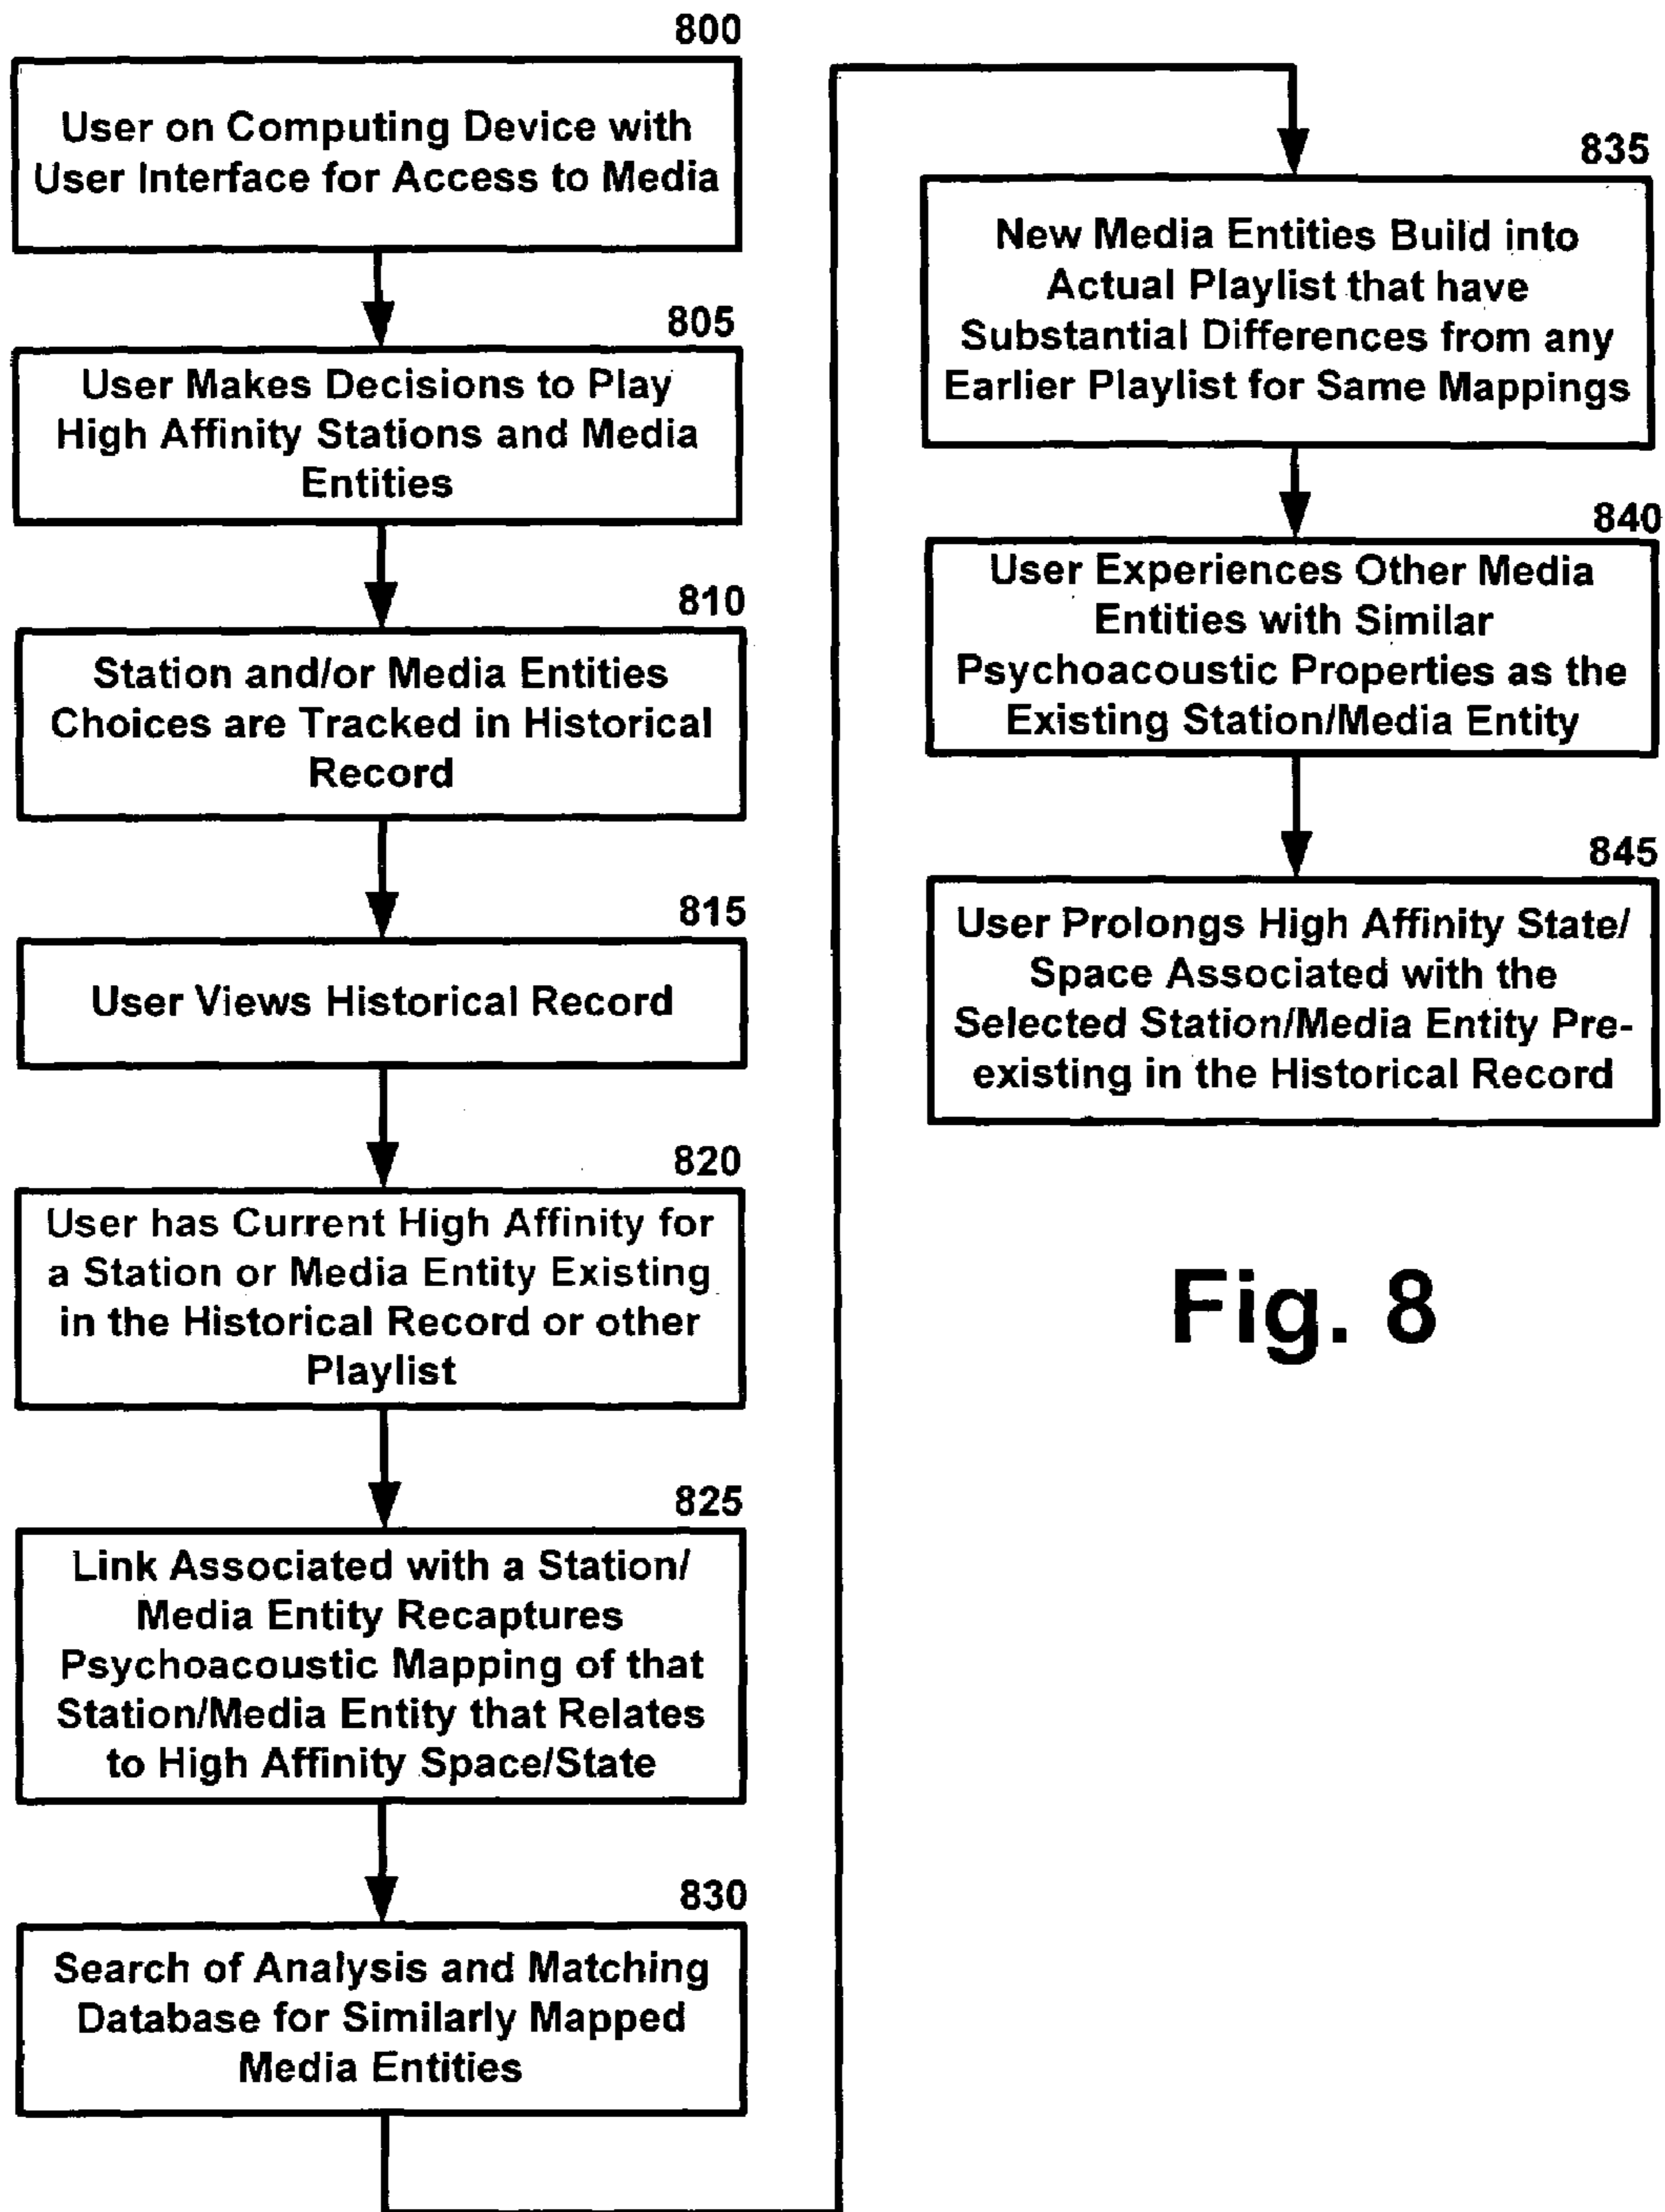 800
User on Computing Device with
User Interface for Access to Media
805
User Makes Decisions to Play
High Affinity Stations and Media
Entities
810
Station and/or Media Entities
Choices are Tracked in Historical
Record
815
User Views Historical Record
820
User has Current High Affinity for
a Station or Media Entity Existing
in the Historical Record or other
Playlist
825
Link Associated with a Station/
Media Entity Recaptures
Psychoacoustic Mapping of that
Station/Media Entity that Relates
to High Affinity Space/State
830
Search of Analysis and Matching
Database for Similarly Mapped
Media Entities
835
New Media Entities Build into
Actual Playlist that have
Substantial Differences from any
Earlier Playlist for Same Mappings
840
User Experiences Other Media
Entities with Similar
Psychoacoustic Properties as the
Existing Station/Media Entity
845
User Prolongs High Affinity State/
Space Associated with the
Selected Station/Media Entity Pre-
existing in the Historical Record
Fig. 8